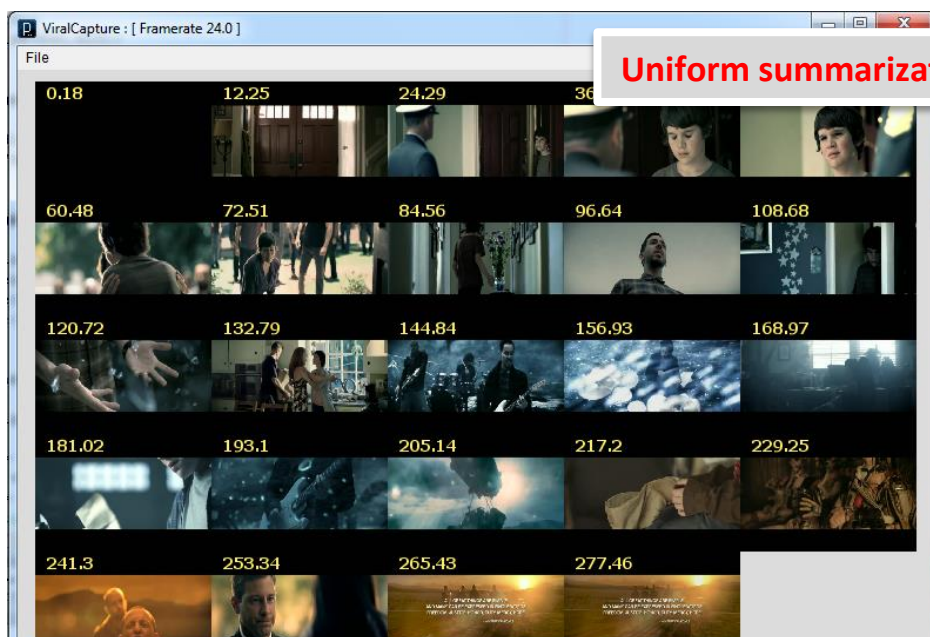 ViralCapture : [ Framerate 24.0 ]
File
Uniform summarizat
0.18 12.25 24.29 36
60.48 72.51 84.56 96.64 108.68
120.72 132.79 144.84 156.93 168.97
181.02 193.1 205.14 217.2 229.25
241.3 253.34 265.43 277.46